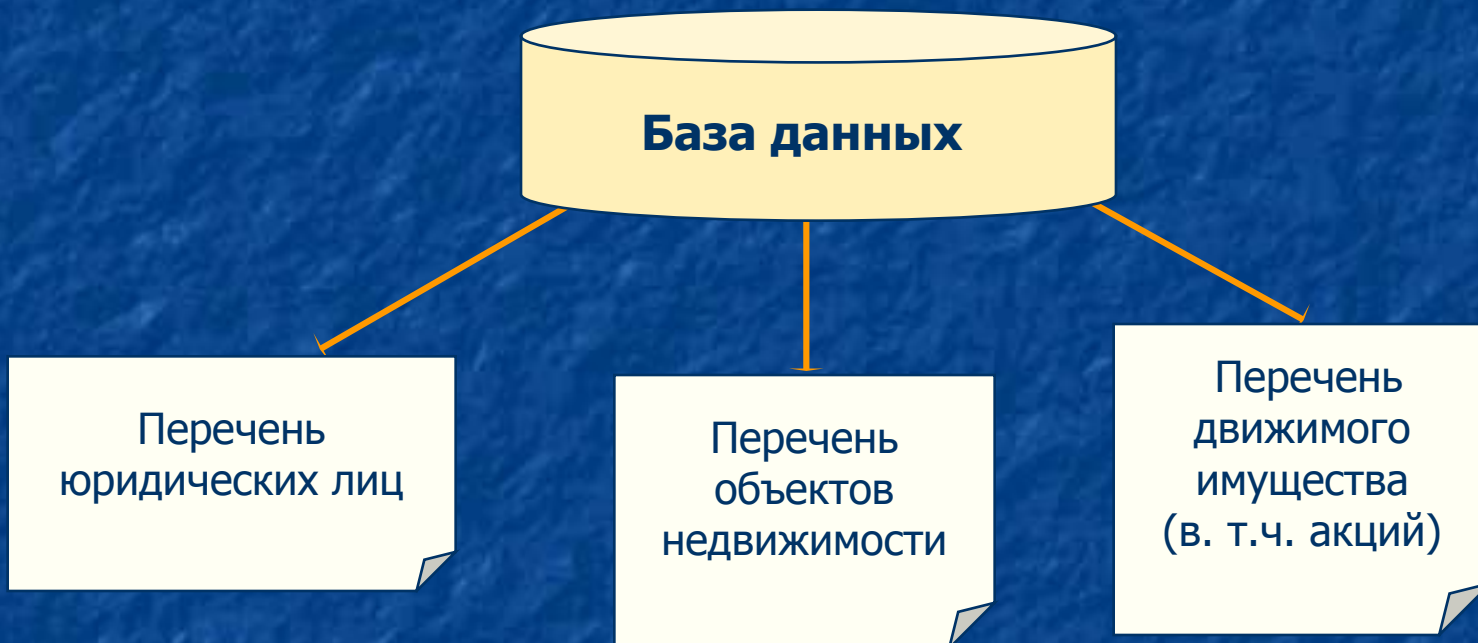 База данных
Перечень
юридических лиц
Перечень
объектов
недвижимости
Перечень
движимого
имущества
(в. т.ч. акций)